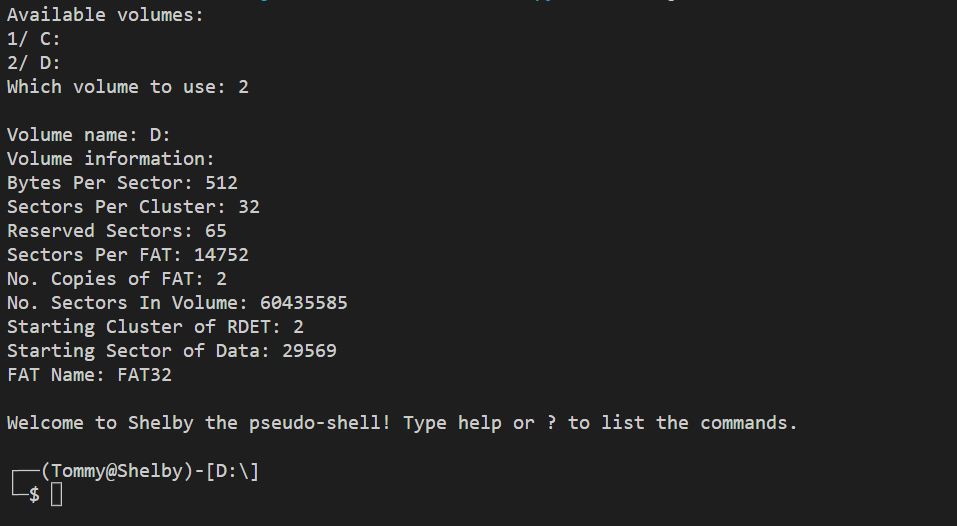 Available volumes:
1/ C:
2/ D:
Which volume to use: 2
Volume name: D:
Volume information:
Bytes Per Sector: 512
Sectors Per Cluster: 32
Reserved Sectors: 65
Sectors Per FAT: 14752
No. Copies of FAT: 2
No. Sectors In Volume: 60435585
Starting Cluster of RDET: 2
Starting Sector of Data: 29569
FAT Name: FAT32
Welcome to Shelby the pseudo-shell! Type help or ? to list the commands.
┌──(Tommy@Shelby)-[D:\]
└─$